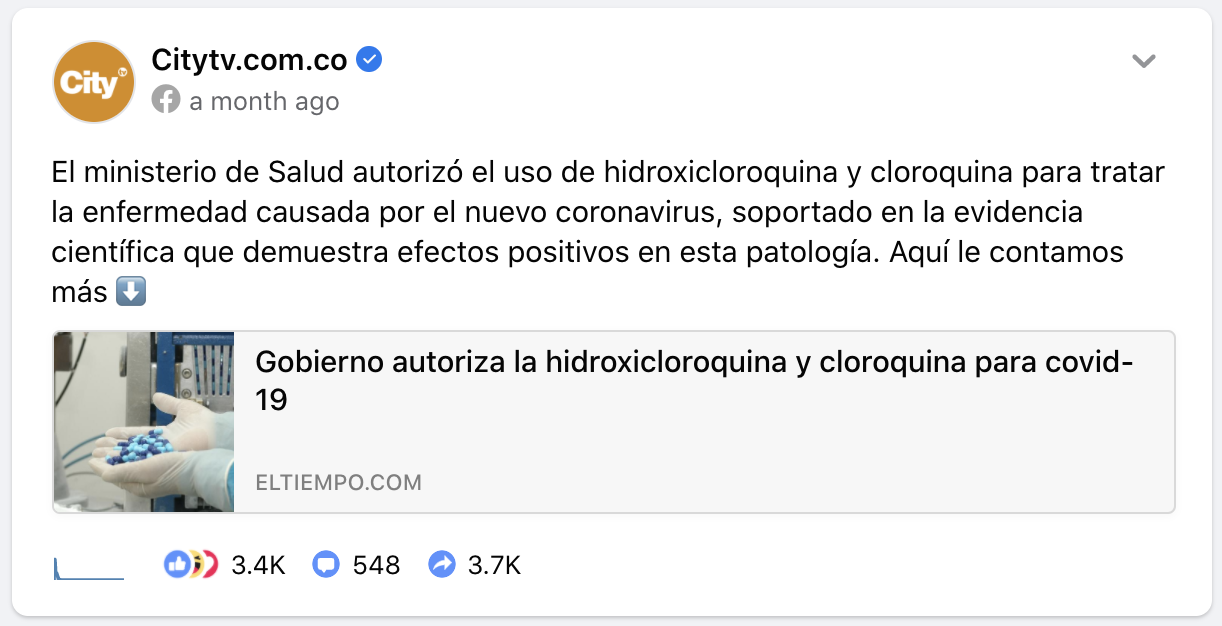 City tv
Citytv.com.co
a month ago
El ministerio de Salud autorizó el uso de hidroxicloroquina y cloroquina para tratar
la enfermedad causada por el nuevo coronavirus, soportado en la evidencia
científica que demuestra efectos positivos en esta patología. Aquí le contamos
más ⬇️
Gobierno autoriza la hidroxicloroquina y cloroquina para covid-
19
ELTIEMPO.COM
3.4K 548 3.7K